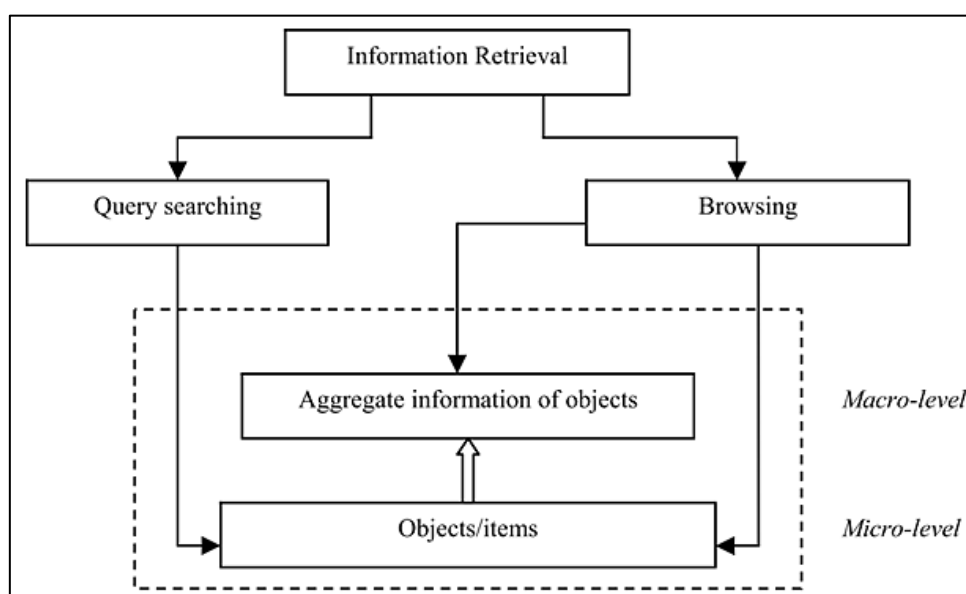 Information Retrieval
Query searching
Browsing
Aggregate information of objects
Macro-level
Objects/items
Micro-level